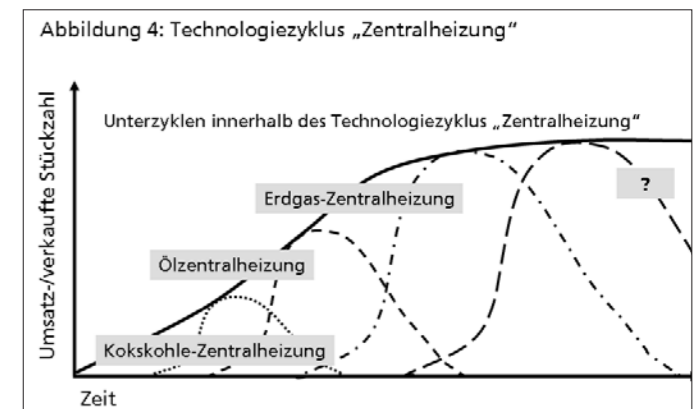 Abbildung 4: Technologiezyklus „Zentralheizung“
Umsatz-/verkaufte Stückzahl
Unterzyklen innerhalb des Technologiezyklus „Zentralheizung“
?
Erdgas-Zentralheizung
Ölzentralheizung
Kokskohle-Zentralheizung
Zeit